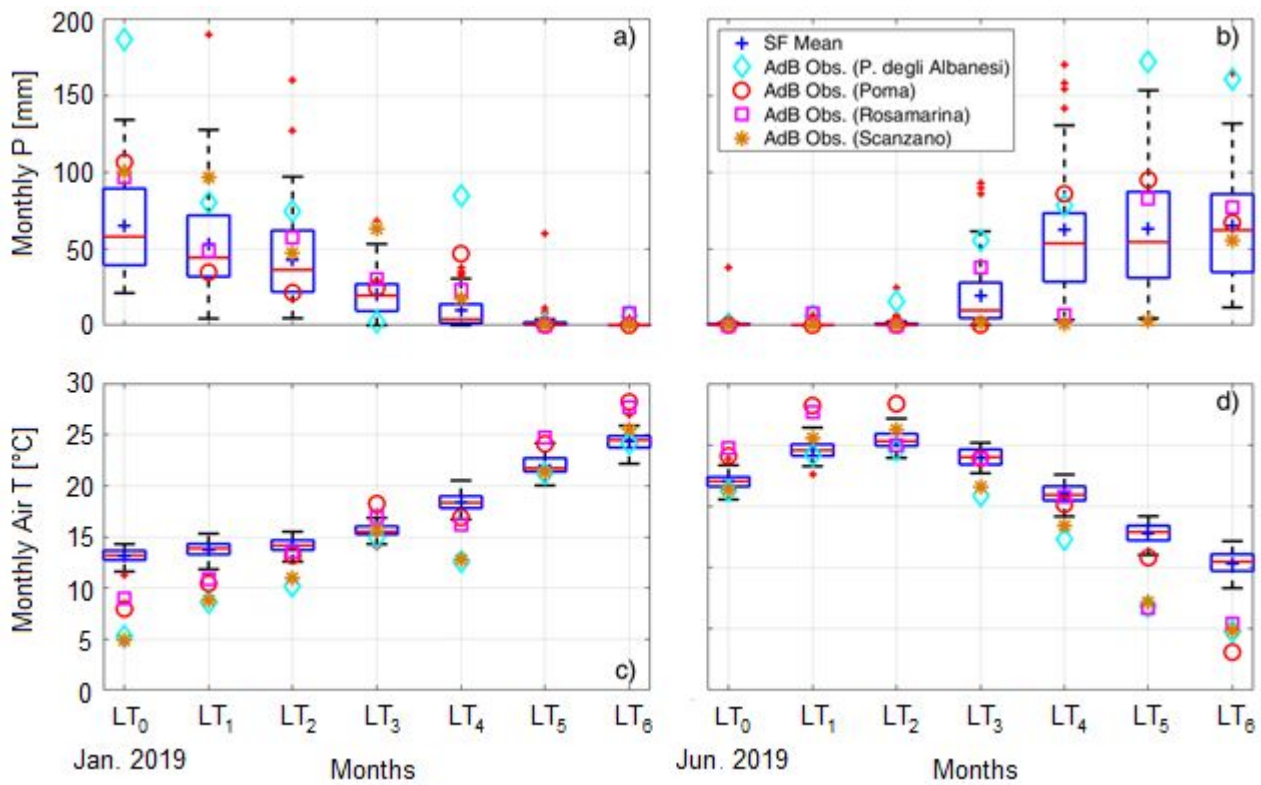 200
150
100
50
0
Monthly P [mm]
a)
b)
SF Mean
AdB Obs. (P. degli Albanesi)
AdB Obs. (Poma)
AdB Obs. (Rosamarina)
AdB Obs. (Scanzano)
30
25
20
15
10
5
0
Monthly Air T [°C]
c)
d)
LT0 LT1 LT2 LT3 LT4 LT5 LT6
LT0 LT1 LT2 LT3 LT4 LT5 LT6
Jan. 2019
Months
Jun. 2019
Months